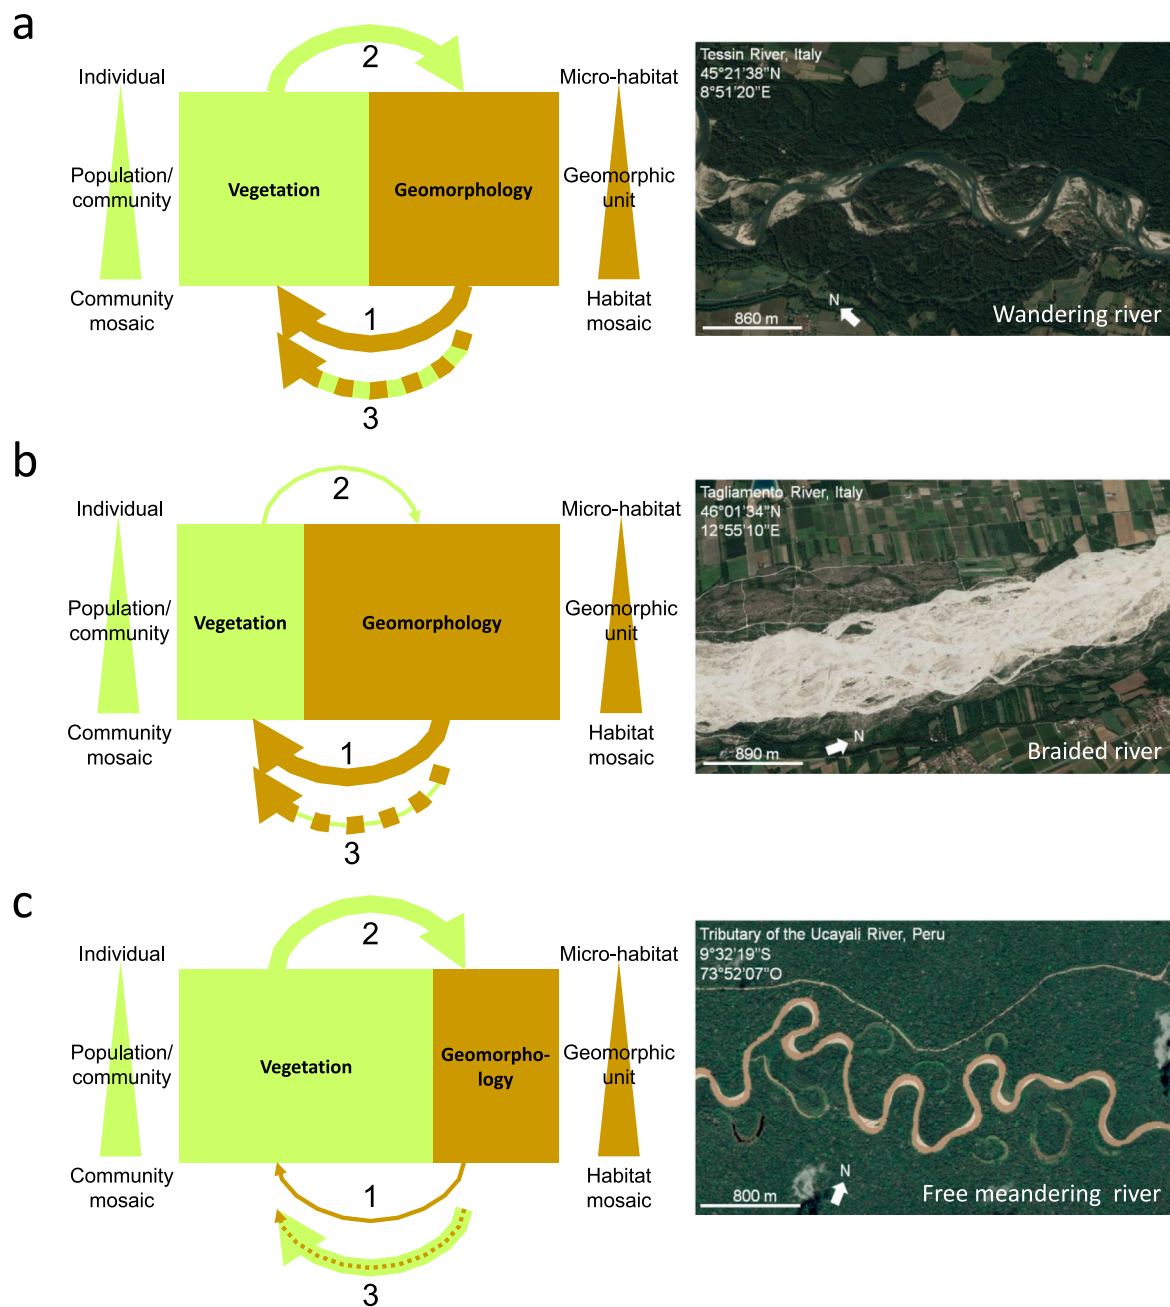 a
2
Individual
Micro-habitat
Population/
community
Vegetation
Geomorphology
Geomorphic
unit
Community
mosaic
1
Habitat
mosaic
3
Tessin River, Italy
45°21'38"N
8°51'20"E
N
860 m
Wandering river
b
2
Individual
Micro-habitat
Population/
community
Vegetation
Geomorphology
Geomorphic
unit
Community
mosaic
1
Habitat
mosaic
3
Tagliamento River, Italy
46°01'34"N
12°55'10"E
N
890 m
Braided river
c
2
Individual
Micro-habitat
Population/
community
Vegetation
Geomorpho-
logy
Geomorphic
unit
Community
mosaic
1
Habitat
mosaic
3
Tributary of the Ucayali River, Peru
9°32'19"S
73°52'07"O
N
800 m
Free meandering river